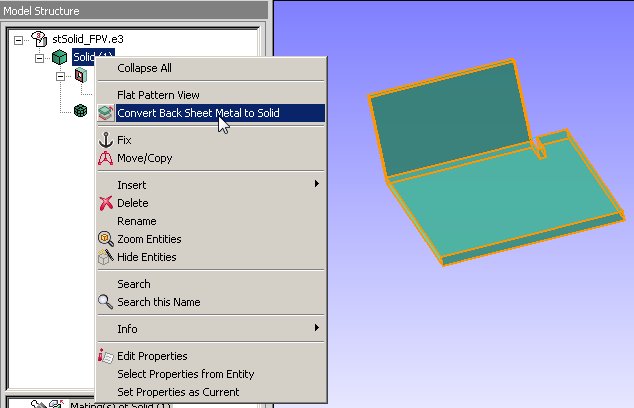 Model Structure
stSolid_FPV.e3
Solid (1)
Collapse All
Flat Pattern View
Convert Back Sheet Metal to Solid
Fix
Move/Copy
Insert
Delete
Rename
Zoom Entities
Hide Entities
Search
Search this Name
Info
Edit Properties
Select Properties from Entity
Set Properties as Current
Mating(s) of Solid (1)